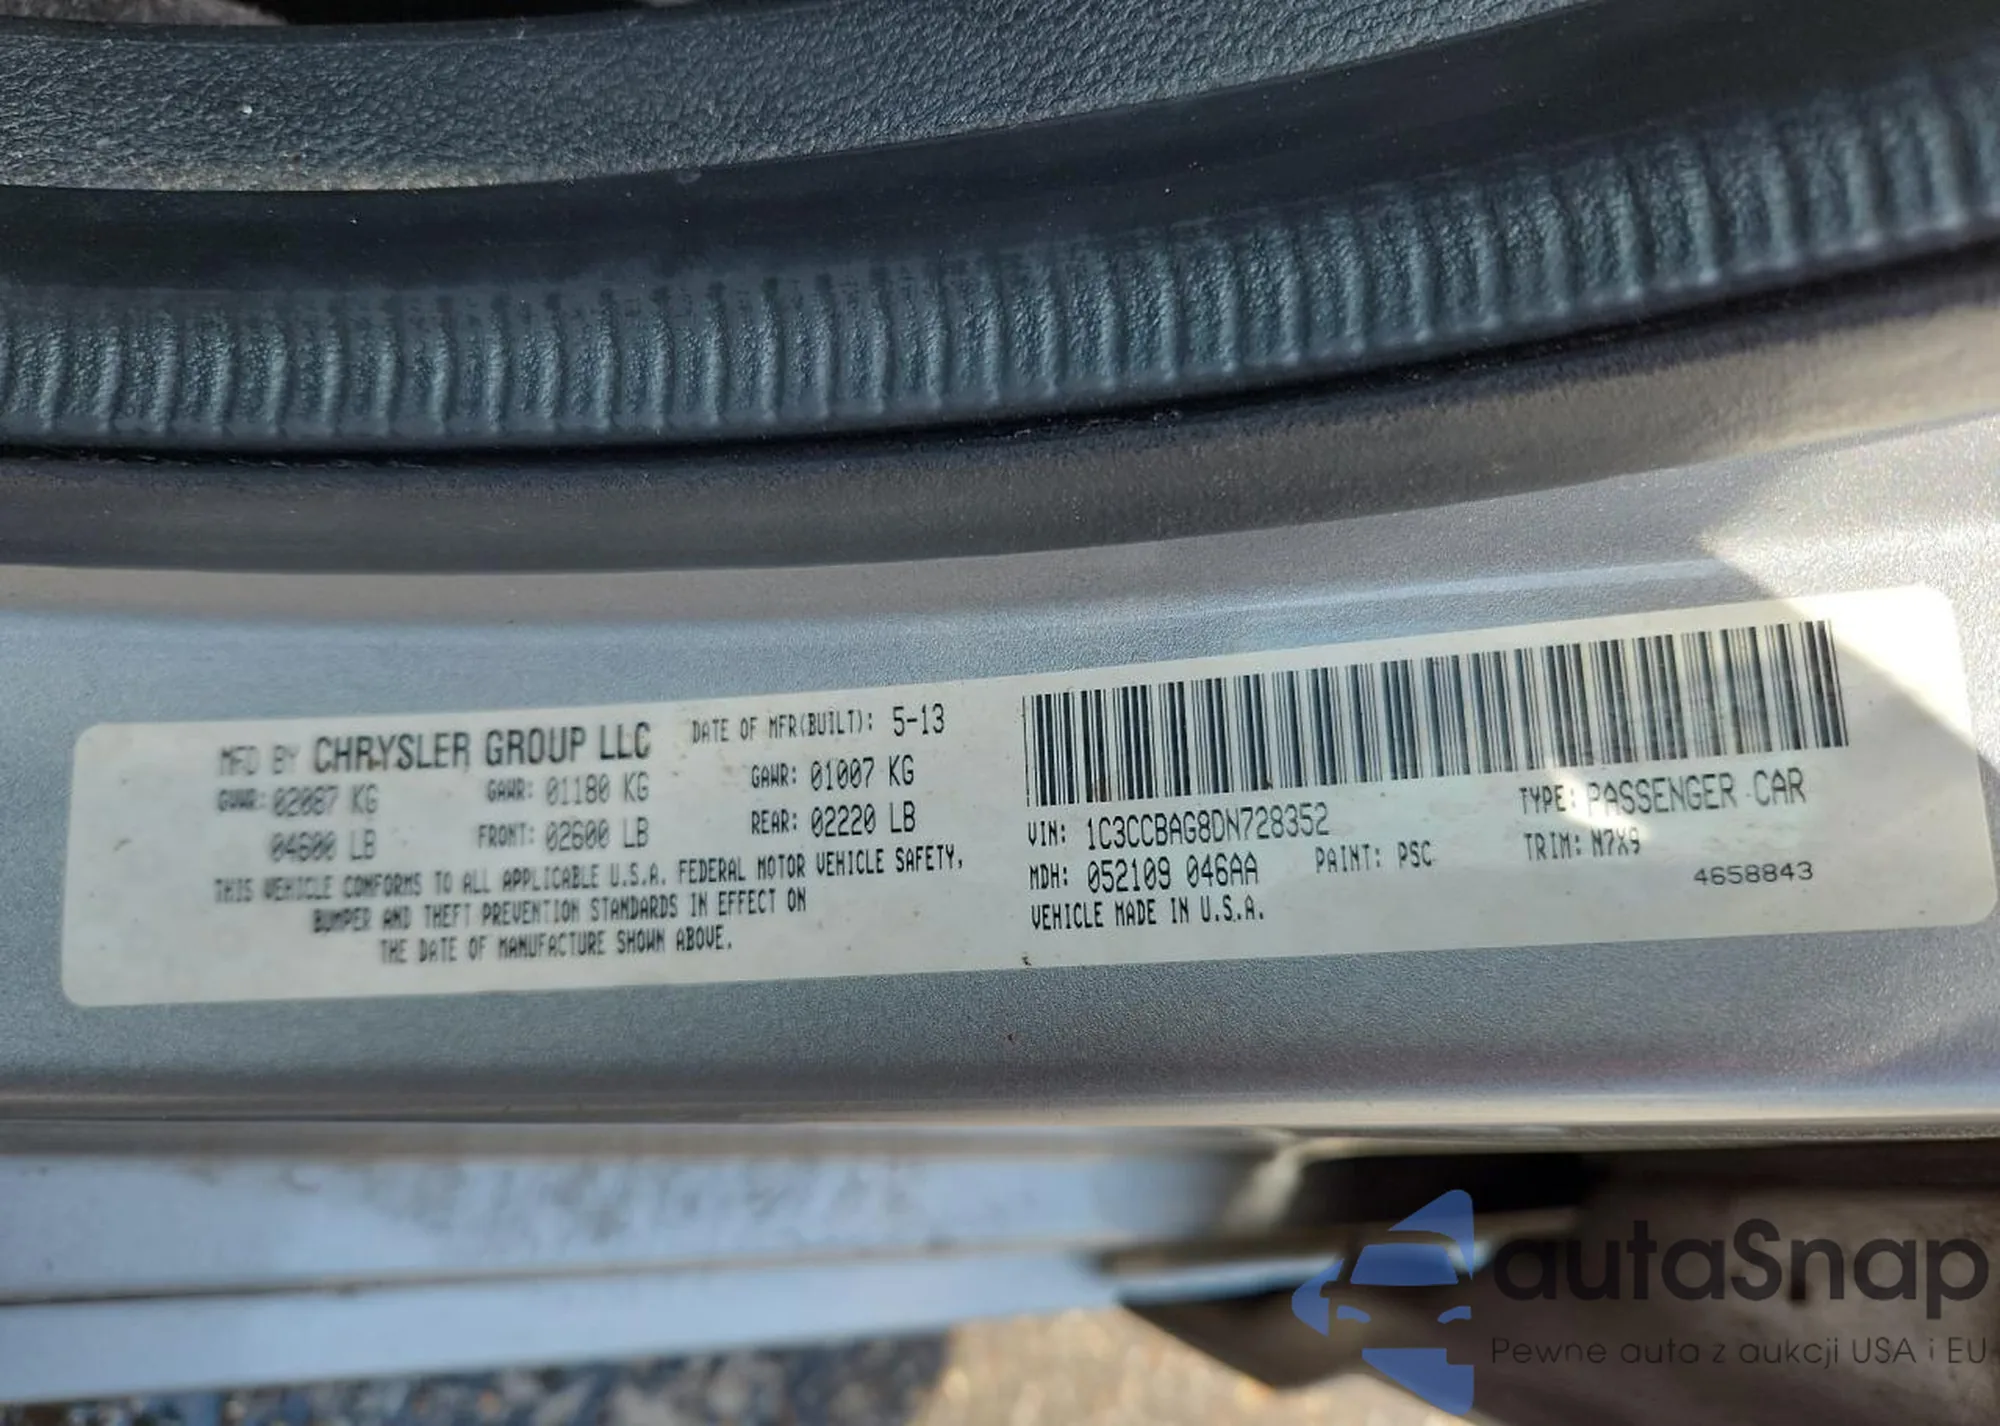 MFD BY CHRYSLER GROUP LLC DATE OF MFR(BUILT): 5-13
GVWR: 02087 KG GAWR: 01180 KG GAWR: 01007 KG
04600 LB FRONT: 02600 LB REAR: 02220 LB
THIS VEHICLE CONFORMS TO ALL APPLICABLE U.S.A. FEDERAL MOTOR VEHICLE SAFETY,
BUMPER AND THEFT PREVENTION STANDARDS IN EFFECT ON
THE DATE OF MANUFACTURE SHOWN ABOVE.
VIN: 1C3CCBAG8DN728352 TYPE: PASSENGER CAR
MDH: 052109 046AA PAINT: PSC TRIM: N7X9
VEHICLE MADE IN U.S.A. 4658843
autaSnap
Pewne auta z aukcji USA i EU